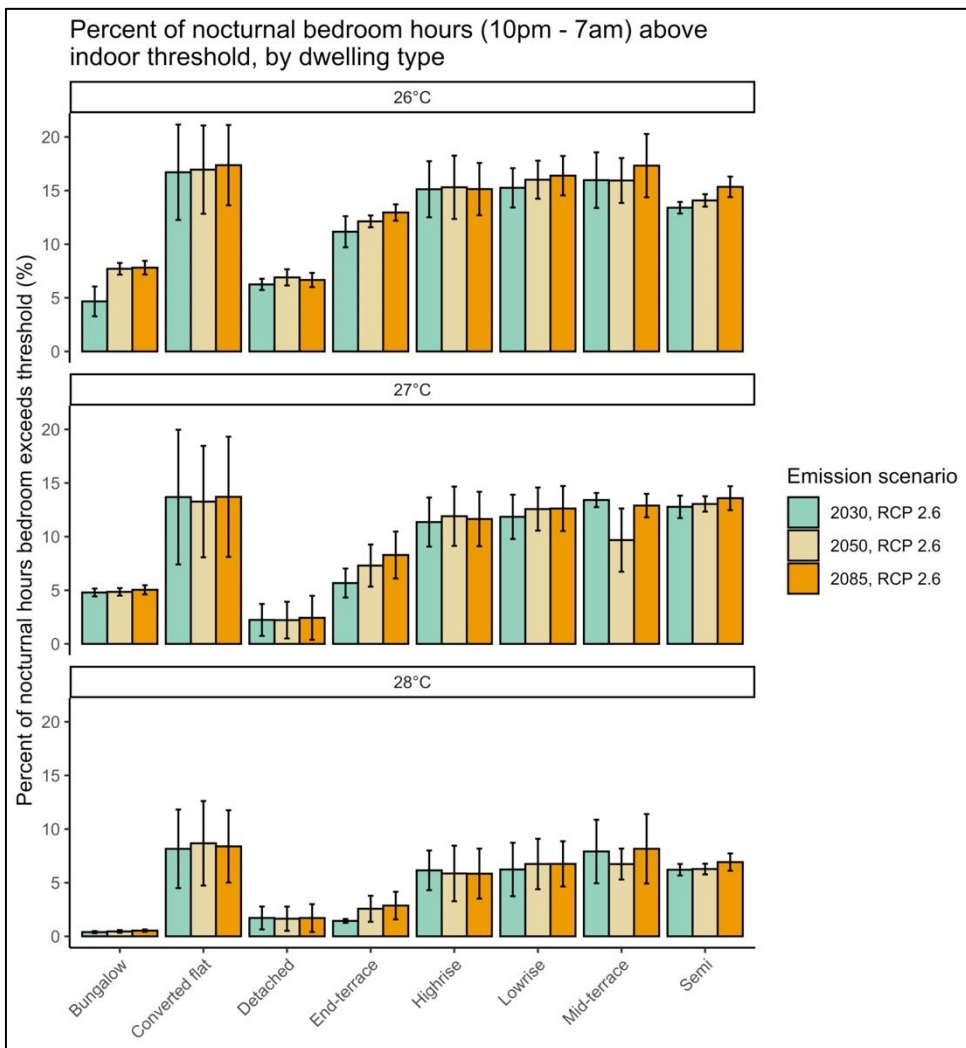 Percent of nocturnal bedroom hours (10pm - 7am) above
indoor threshold, by dwelling type
Percent of nocturnal hours bedroom exceeds threshold (%)
26°C
20
15
10
5
0
27°C
20
15
10
5
0
28°C
20
15
10
5
0
Bungalow
Converted flat
Detached
End-terrace
Highrise
Lowrise
Mid-terrace
Semi
Emission scenario
2030, RCP 2.6
2050, RCP 2.6
2085, RCP 2.6